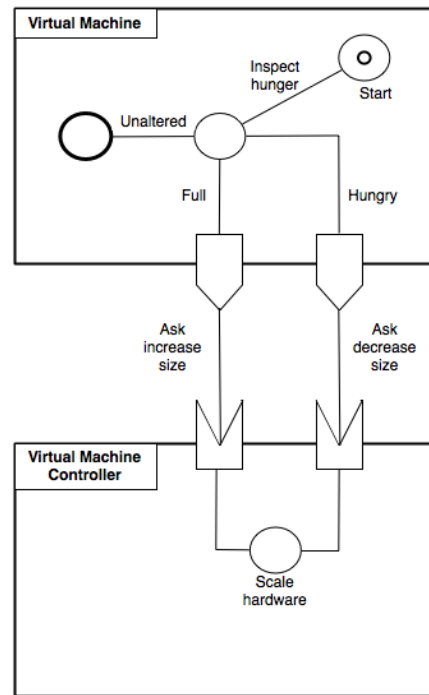 Virtual Machine
Inspect
hunger
Start
Unaltered
Full
Hungry
Ask
increase
size
Ask
decrease
size
Virtual Machine
Controller
Scale
hardware